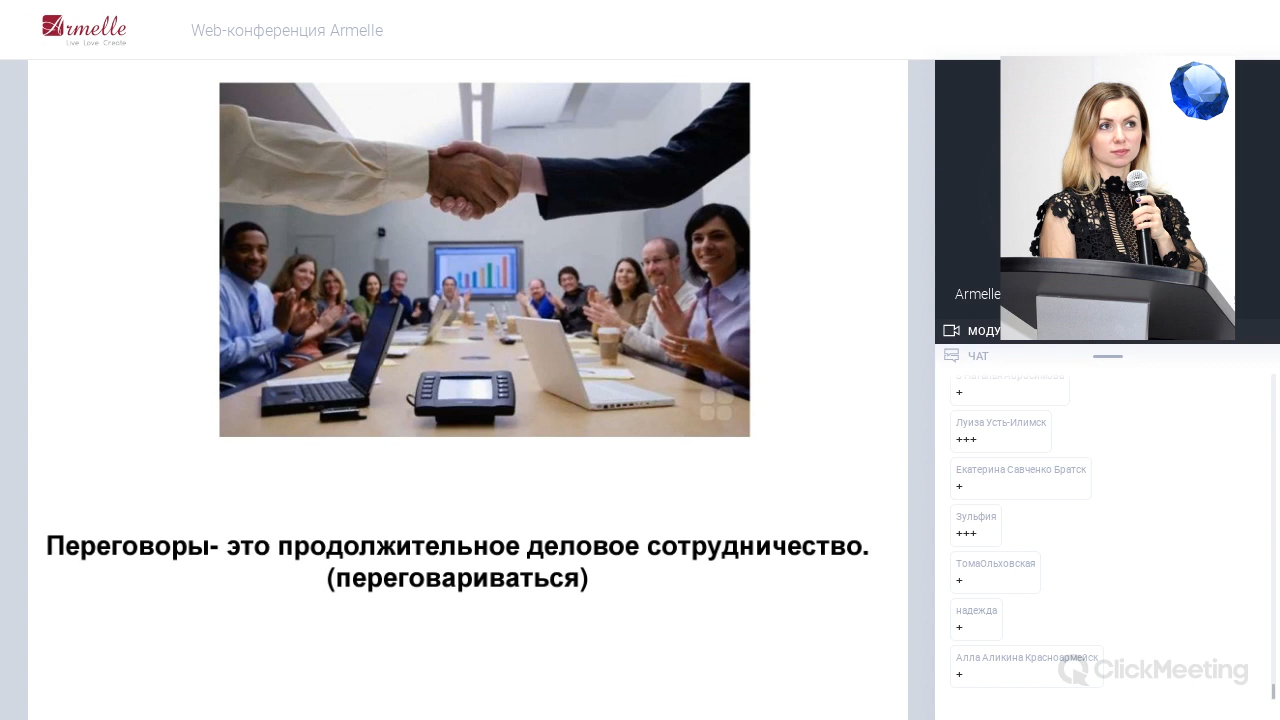 Armelle
Live Love Create
Web-конференция Armelle
Переговоры- это продолжительное деловое сотрудничество.
(переговариваться)
Armelle
МОДУ
ЧАТ
+
Луиза Усть-Илимск
+++
Екатерина Савченко Братск
+
Зульфия
+++
ТомаОльховская
+
надежда
+
Алла Аликина Красноармейск
+
ClickMeeting